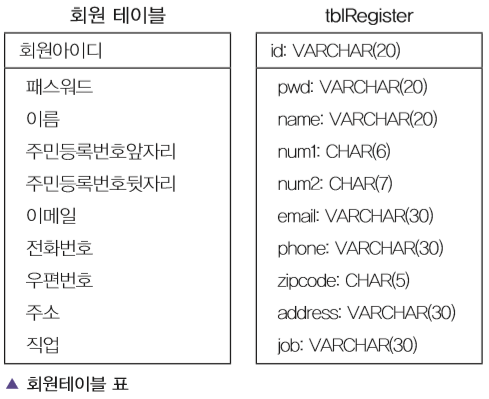 회원 테이블
회원아이디
패스워드
이름
주민등록번호앞자리
주민등록번호뒷자리
이메일
전화번호
우편번호
주소
직업
tblRegister
id: VARCHAR(20)
pwd: VARCHAR(20)
name: VARCHAR(20)
num1: CHAR(6)
num2: CHAR(7)
email: VARCHAR(30)
phone: VARCHAR(30)
zipcode: CHAR(5)
address: VARCHAR(30)
job: VARCHAR(30)
▲ 회원테이블 표